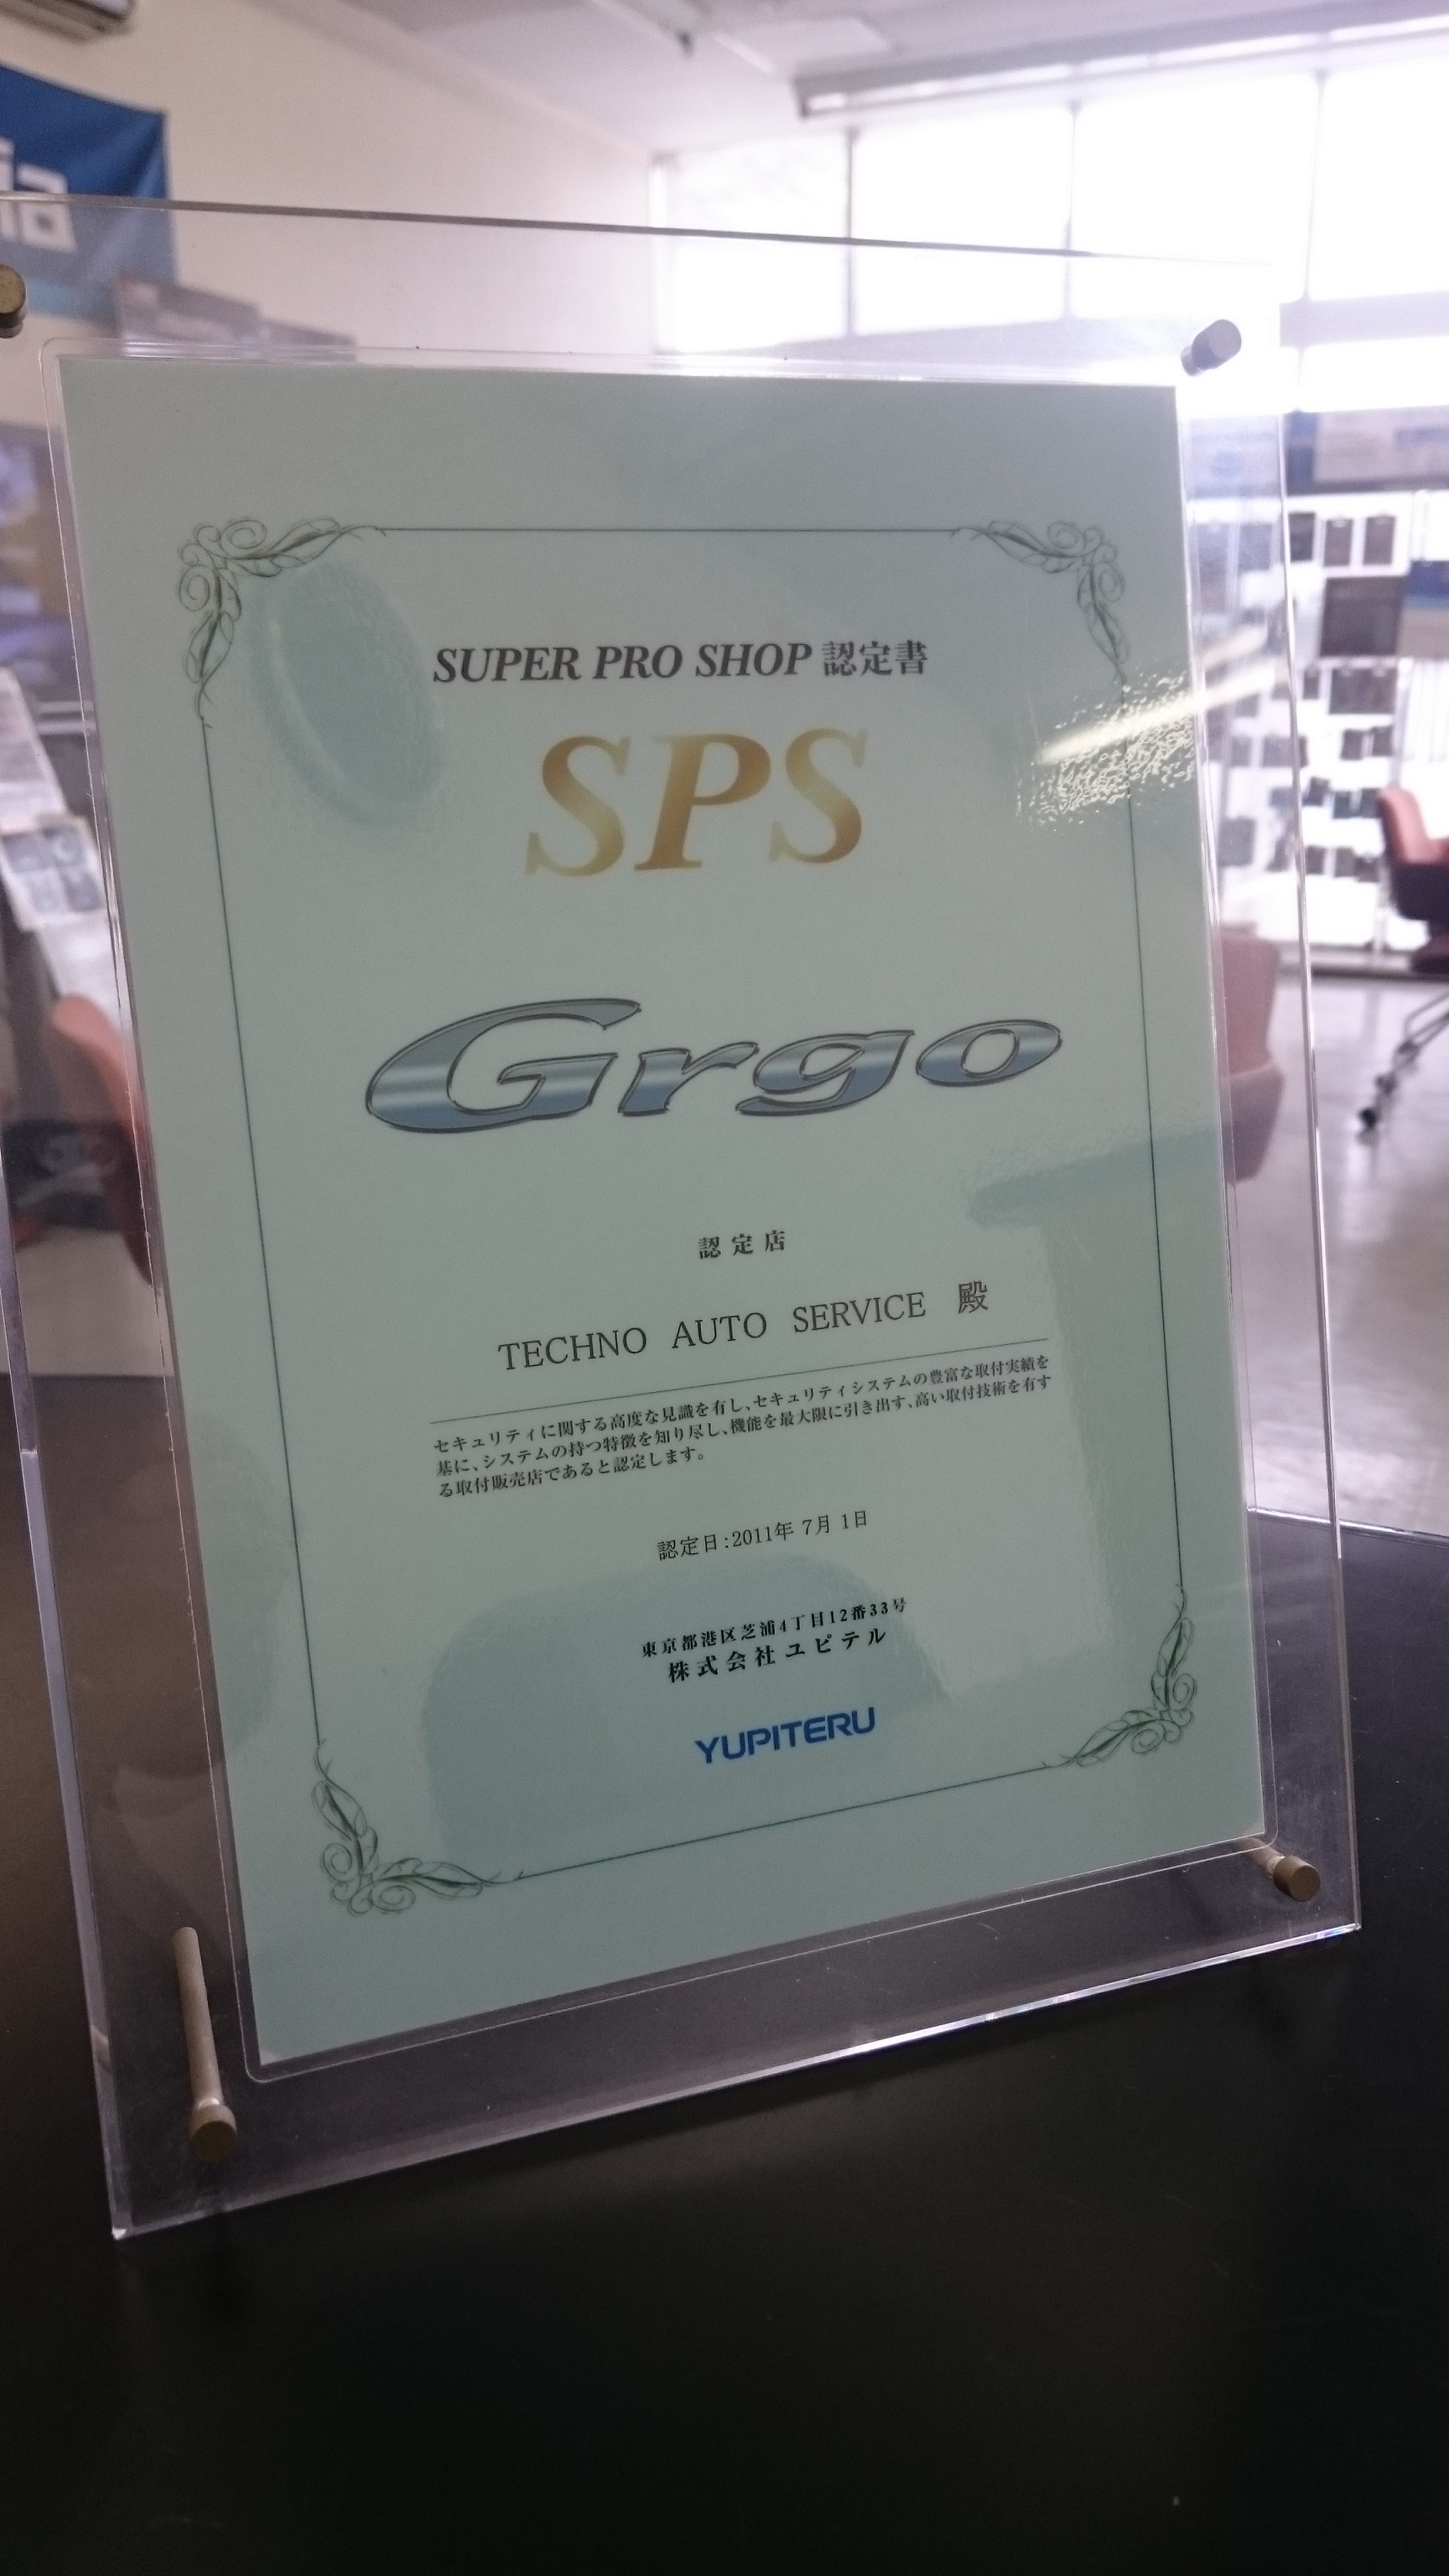 ia
SUPER PRO SHOP 認定書
SPS
Grgo
認定店
TECHNO AUTO SERVICE 殿
セキュリティに関する高度な見識を有し、セキュリティシステムの豊富な取付実績を
基に、システムの持つ特徴を知り尽し、機能を最大限に引き出す、高い取付技術を有す
る取付販売店であると認定します。
認定日:2011年 7月 1日
東京都港区芝浦4丁目12番33号
株式会社ユピテル
YUPITERU